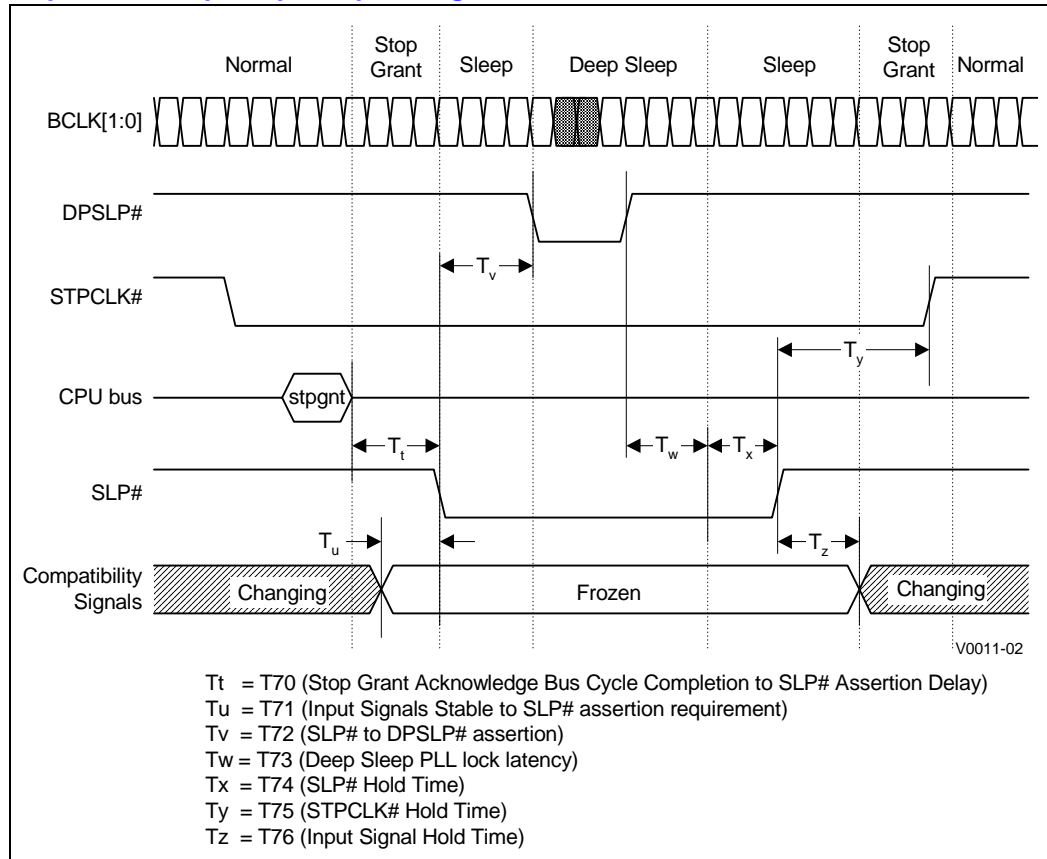 Normal
Stop Grant
Sleep
Deep Sleep
Sleep
Stop Grant
Normal
BCLK[1:0]
DPSLP#
Tv
STPCLK#
Ty
CPU bus
stpgnt
Tt
Tw
Tx
SLP#
Tu
Tz
Compatibility Signals
Changing
Frozen
Changing
V0011-02
Tt = T70 (Stop Grant Acknowledge Bus Cycle Completion to SLP# Assertion Delay)
Tu = T71 (Input Signals Stable to SLP# assertion requirement)
Tv = T72 (SLP# to DPSLP# assertion)
Tw = T73 (Deep Sleep PLL lock latency)
Tx = T74 (SLP# Hold Time)
Ty = T75 (STPCLK# Hold Time)
Tz = T76 (Input Signal Hold Time)